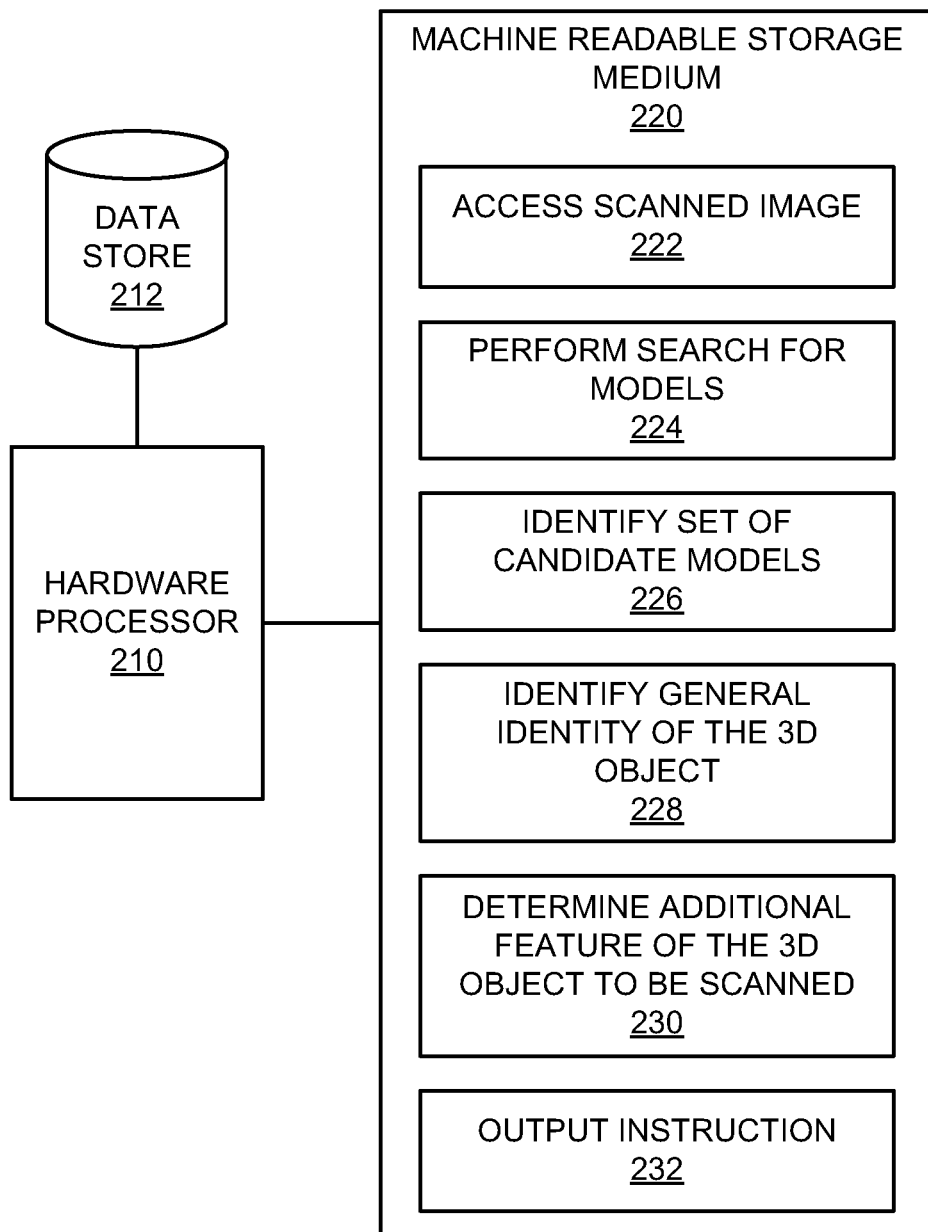 MACHINE READABLE STORAGE
MEDIUM
220
DATA
STORE
212
HARDWARE
PROCESSOR
210
ACCESS SCANNED IMAGE
222
PERFORM SEARCH FOR
MODELS
224
IDENTIFY SET OF
CANDIDATE MODELS
226
IDENTIFY GENERAL
IDENTITY OF THE 3D
OBJECT
228
DETERMINE ADDITIONAL
FEATURE OF THE 3D
OBJECT TO BE SCANNED
230
OUTPUT INSTRUCTION
232